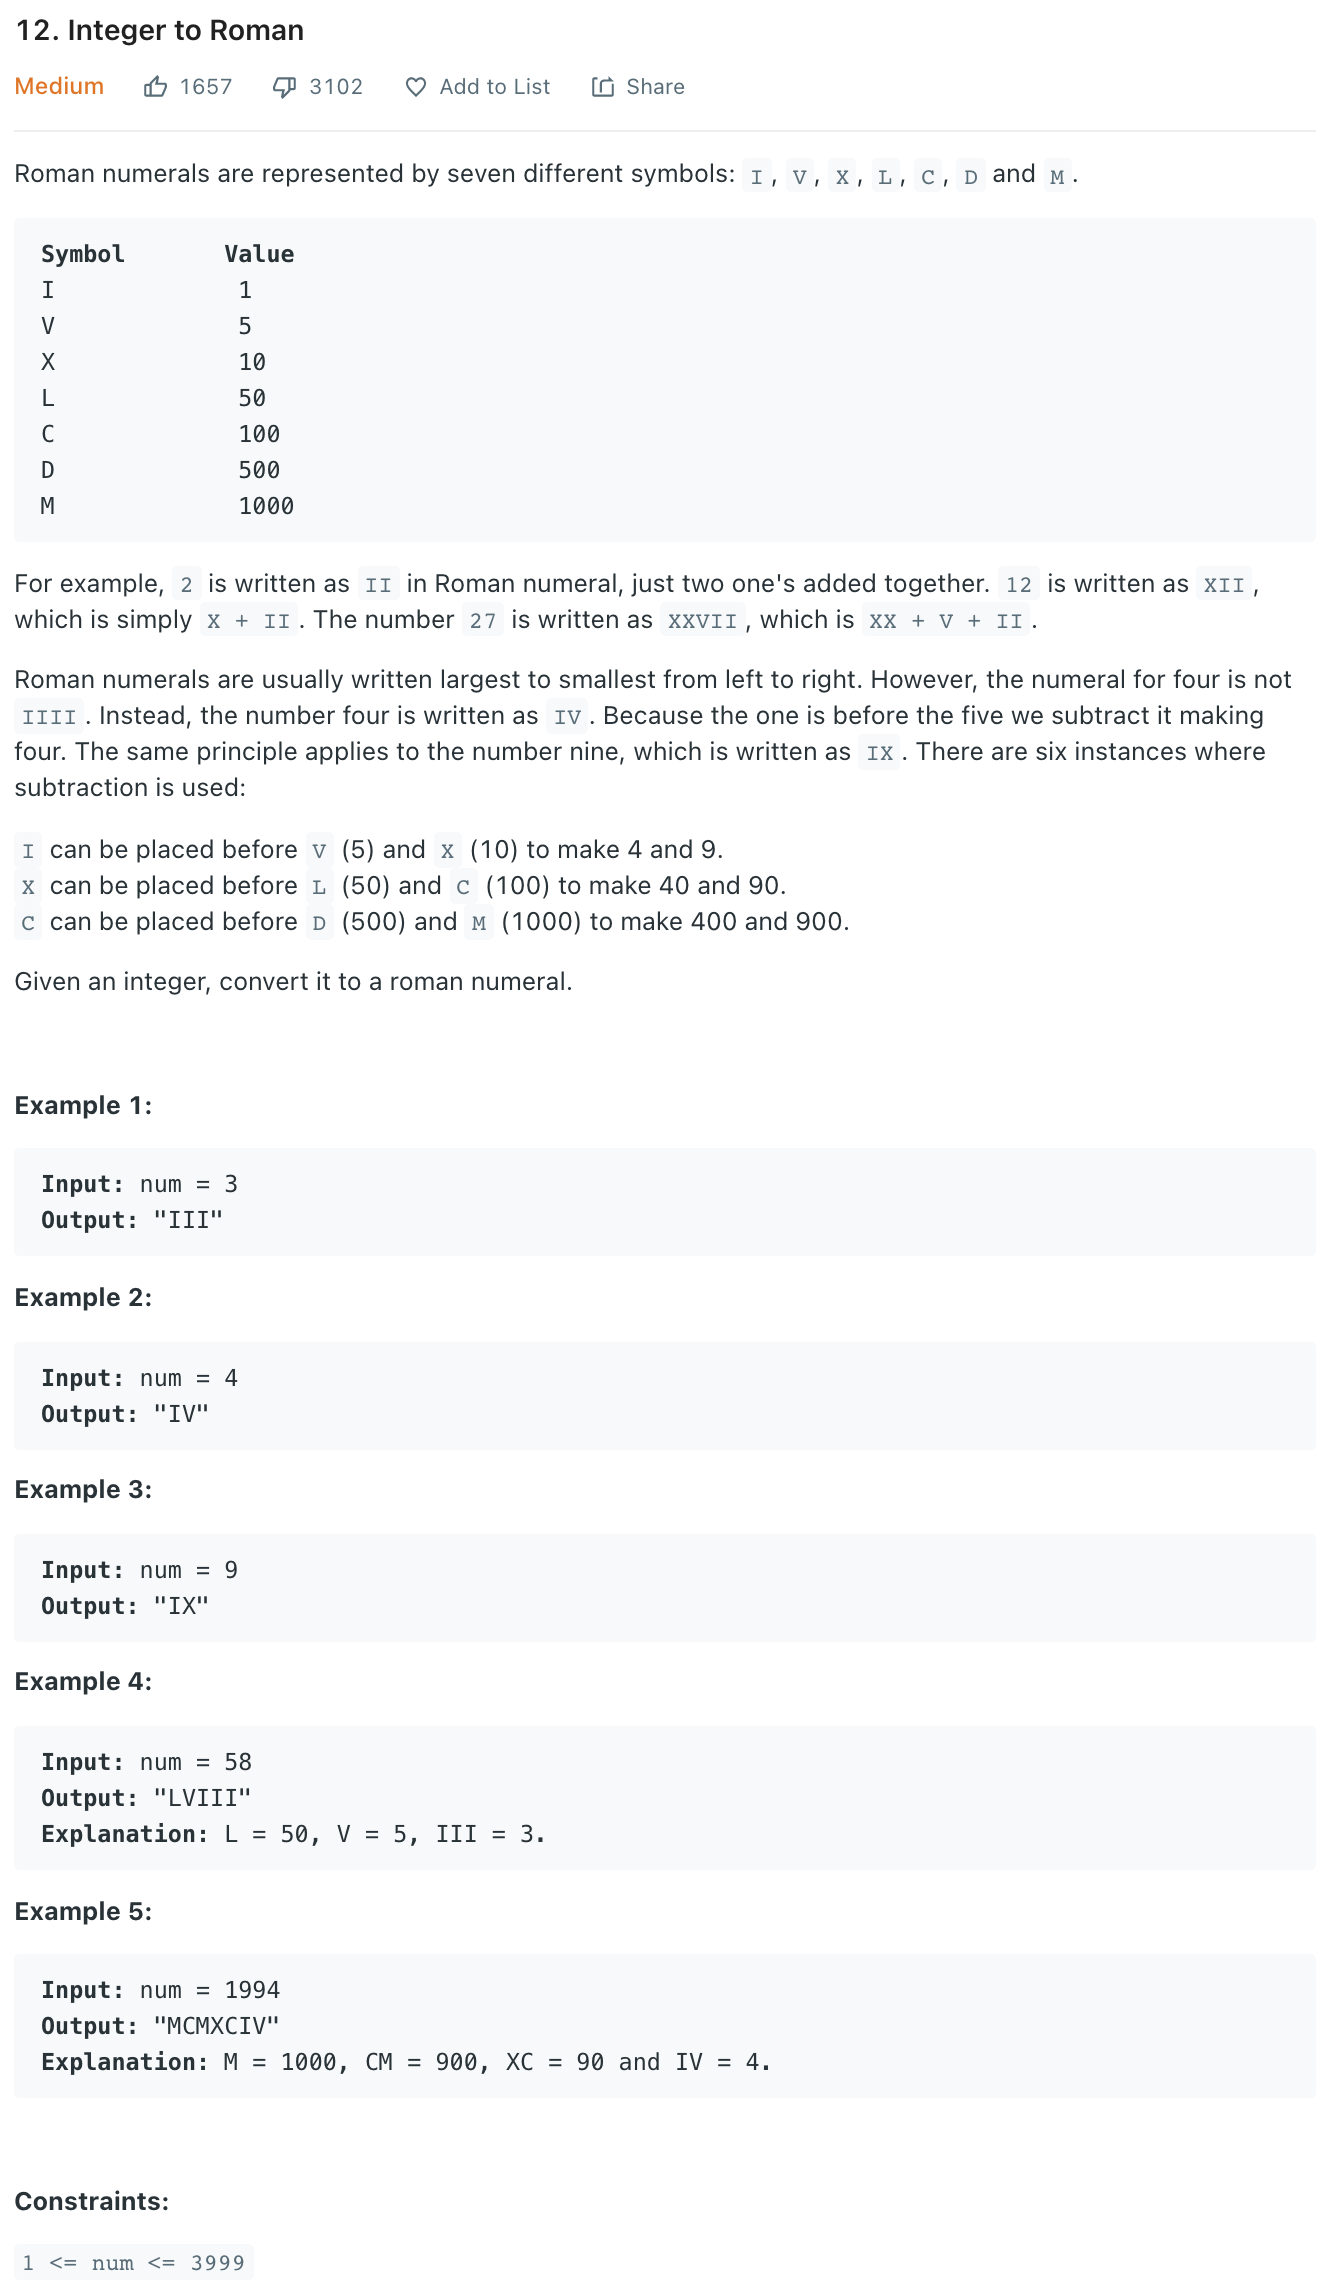 12. Integer to Roman
Medium 1657 3102 Add to List Share
Roman numerals are represented by seven different symbols: I, V, X, L, C, D and M.
Symbol Value
I 1
V 5
X 10
L 50
C 100
D 500
M 1000
For example, 2 is written as II in Roman numeral, just two one's added together. 12 is written as XII,
which is simply X + II. The number 27 is written as XXVII, which is XX + V + II.
Roman numerals are usually written largest to smallest from left to right. However, the numeral for four is not
IIII. Instead, the number four is written as IV. Because the one is before the five we subtract it making
four. The same principle applies to the number nine, which is written as IX. There are six instances where
subtraction is used:
I can be placed before V (5) and X (10) to make 4 and 9.
X can be placed before L (50) and C (100) to make 40 and 90.
C can be placed before D (500) and M (1000) to make 400 and 900.
Given an integer, convert it to a roman numeral.
Example 1:
Input: num = 3
Output: "III"
Example 2:
Input: num = 4
Output: "IV"
Example 3:
Input: num = 9
Output: "IX"
Example 4:
Input: num = 58
Output: "LVIII"
Explanation: L = 50, V = 5, III = 3.
Example 5:
Input: num = 1994
Output: "MCMXCIV"
Explanation: M = 1000, CM = 900, XC = 90 and IV = 4.
Constraints:
1 <= num <= 3999